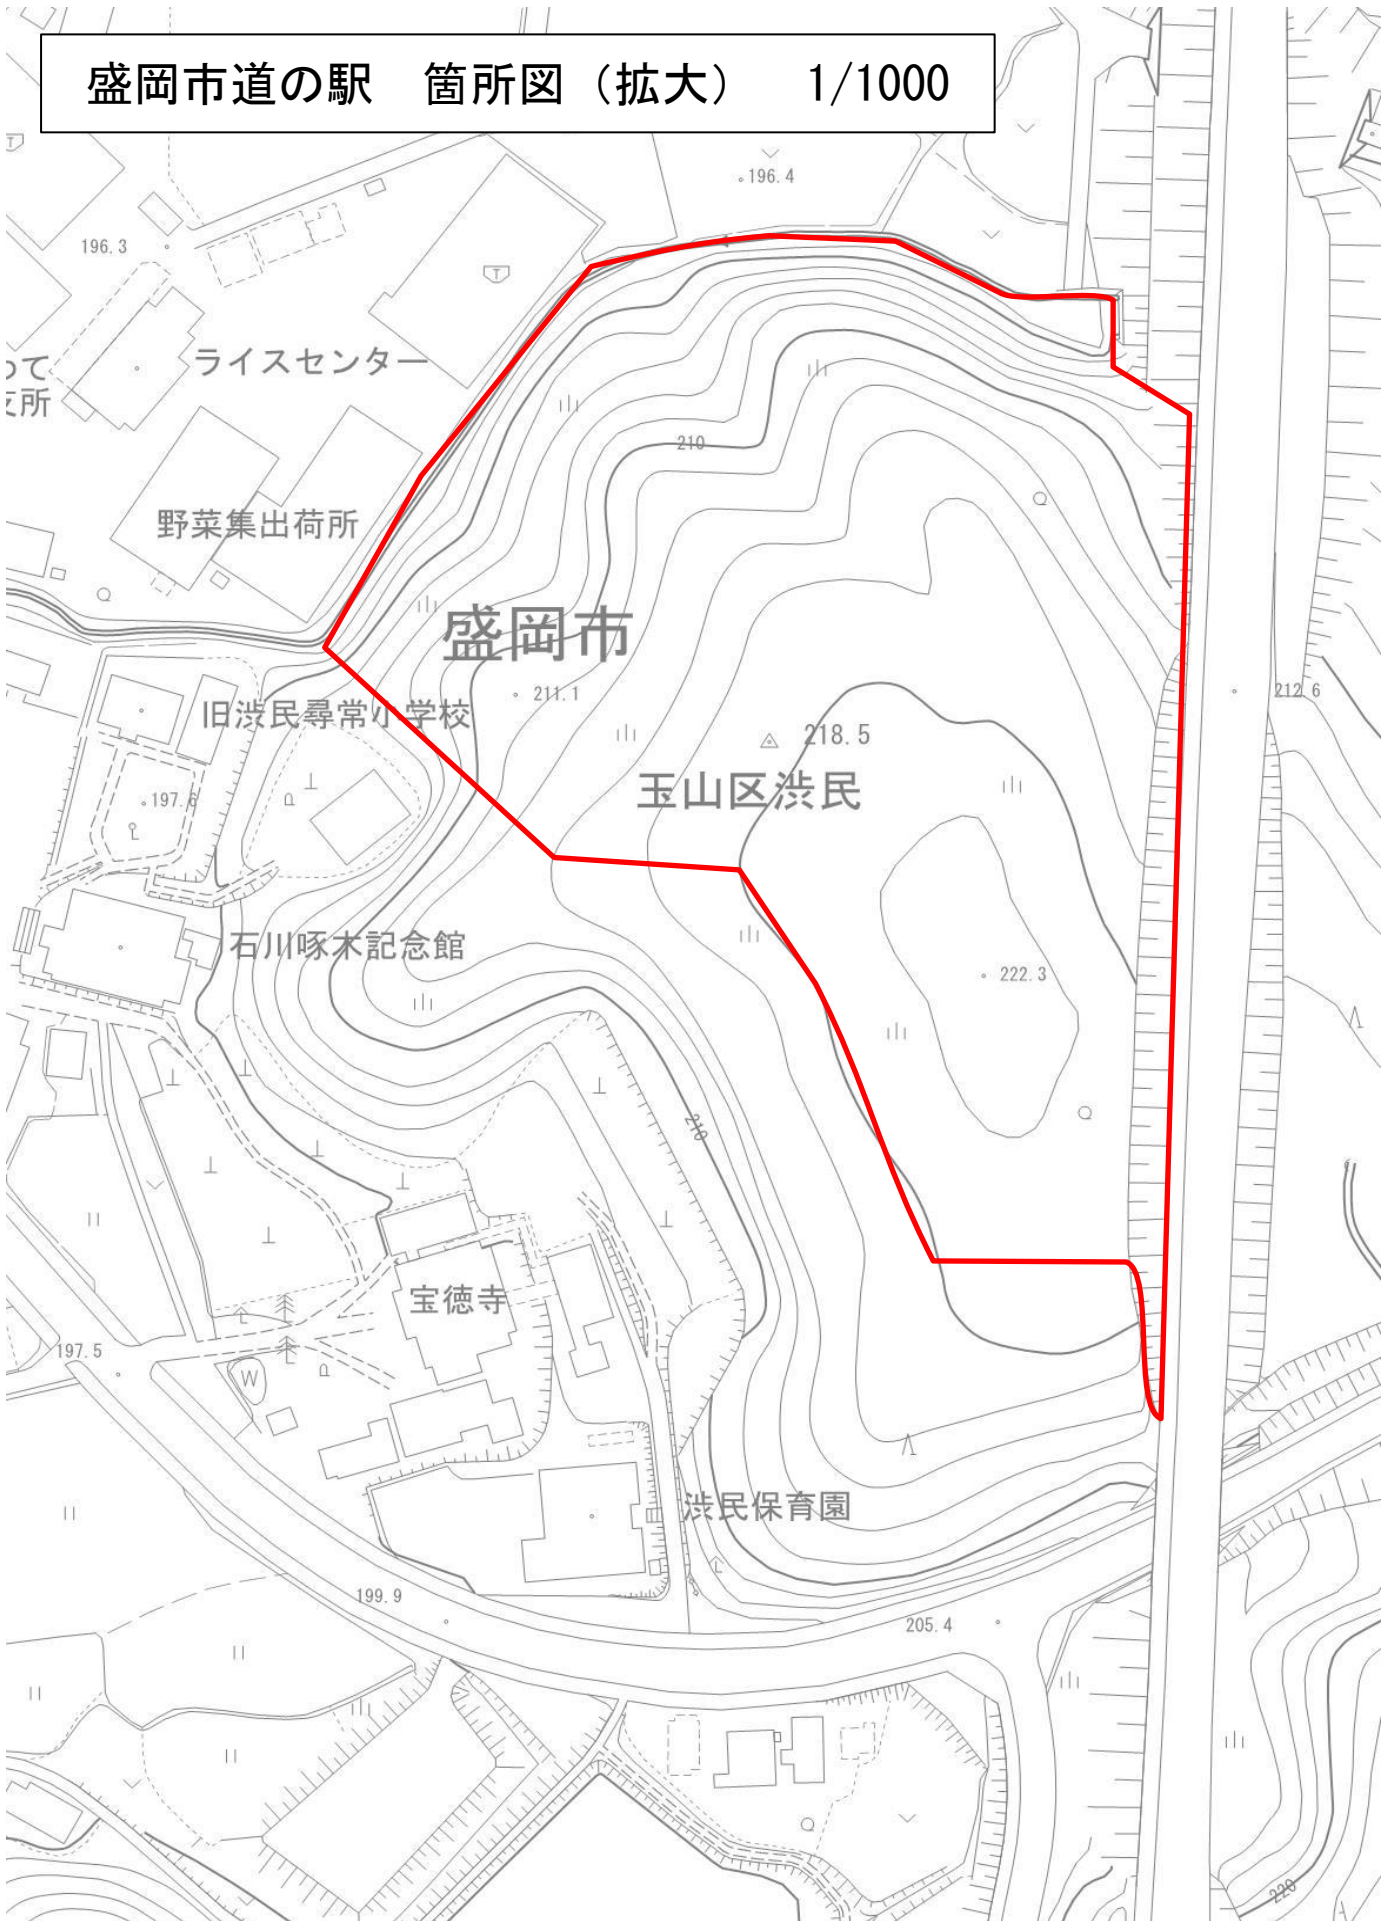 盛岡市道の駅　箇所図（拡大）　1/1000
196.4
196.3
ライスセンター
210
野菜集出荷所
盛岡市
211.1
212.6
旧渋民尋常小学校
218.5
玉山区渋民
197.6
石川啄木記念館
222.3
210
宝徳寺
197.5
W
渋民保育園
199.9
205.4
220